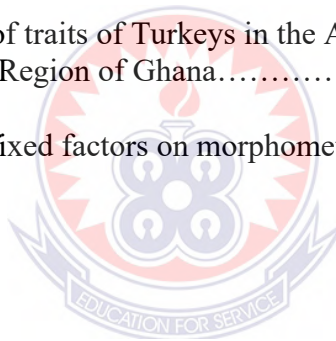 of traits of Turkeys in the A
Region of Ghana.............
ixed factors on morphome
EDUCATION FOR SERVICE